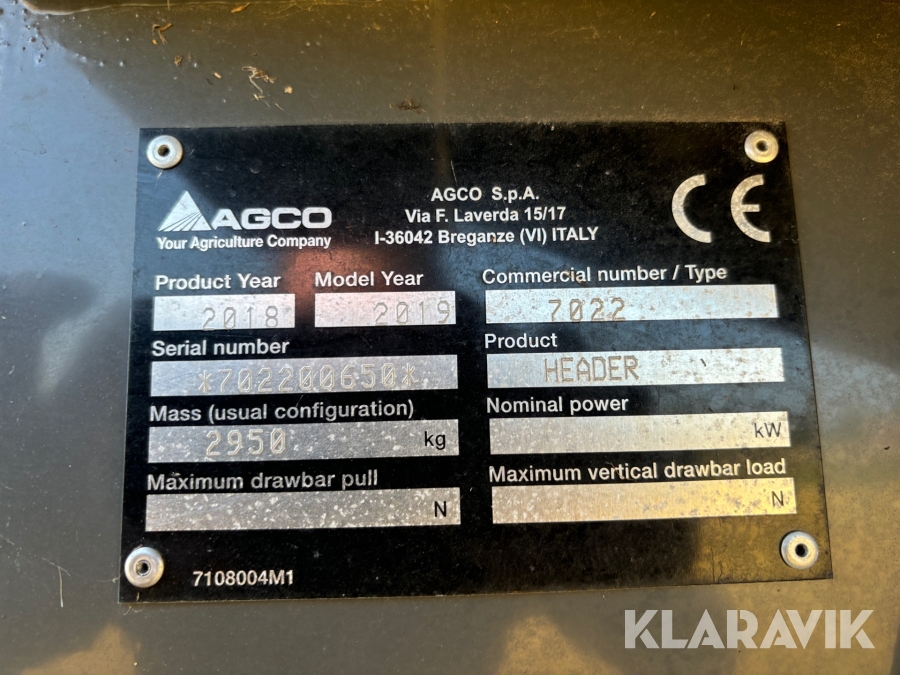 AGCO
Your Agriculture Company
AGCO S.p.A.
Via F. Laverda 15/17
I-36042 Breganze (VI) ITALY
CE
Product Year
2018
Model Year
2019
Commercial number / Type
7022
Serial number
*702200650*
Product
HEADER
Mass (usual configuration)
2950 kg
Nominal power
kW
Maximum drawbar pull
N
Maximum vertical drawbar load
N
7108004M1
KLARAVIK